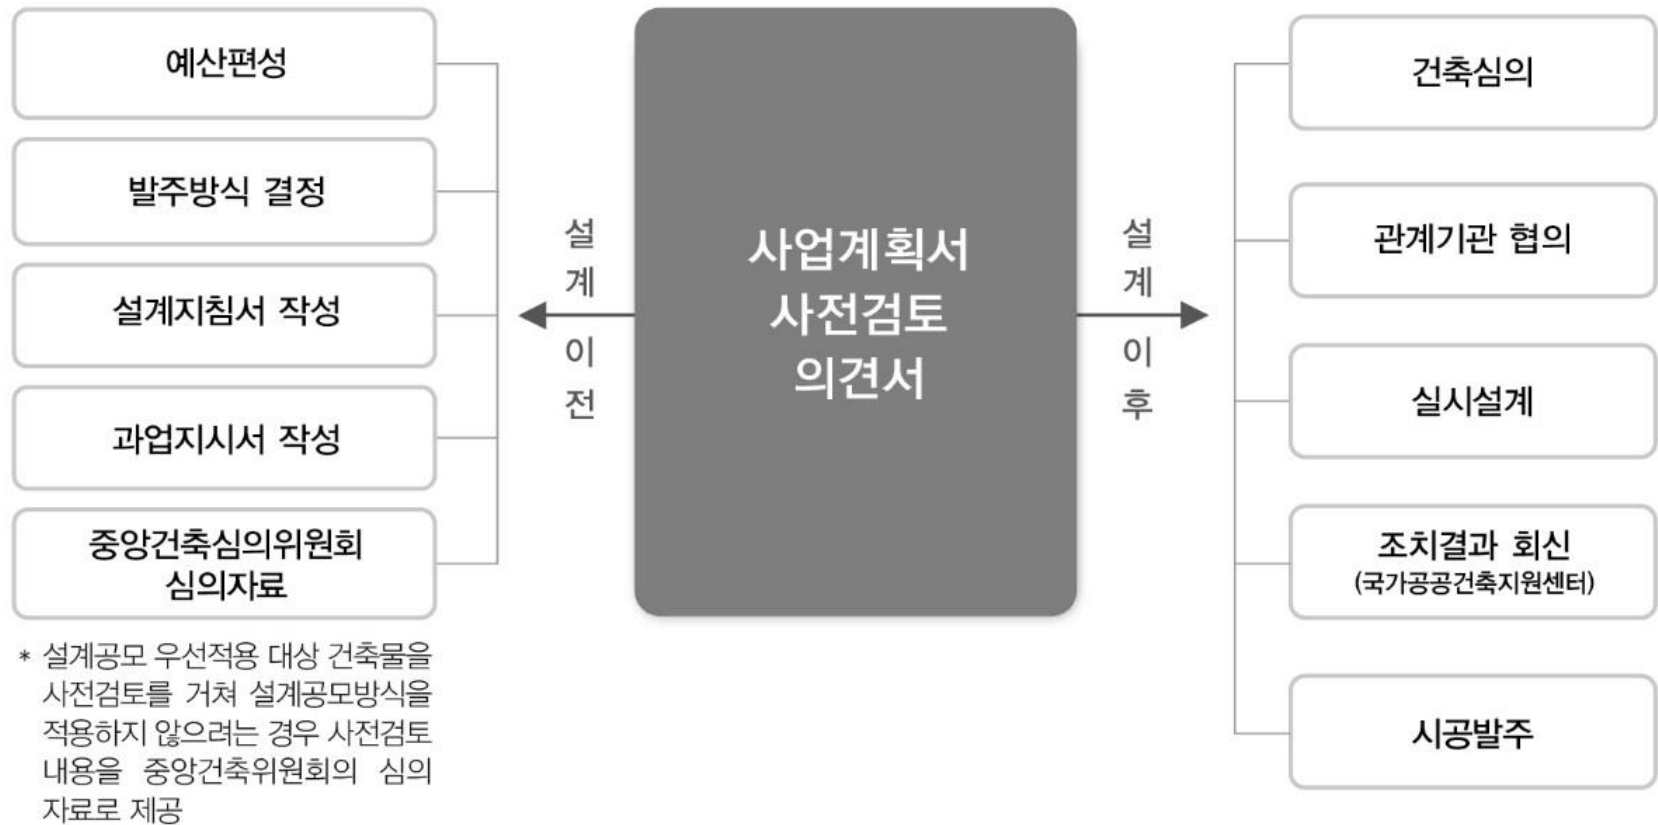 예산편성
발주방식 결정
설계지침서 작성
과업지시서 작성
중앙건축심의위원회
심의자료
* 설계공모 우선적용 대상 건축물을
사전검토를 거쳐 설계공모방식을
적용하지 않으려는 경우 사전검토
내용을 중앙건축위원회의 심의
자료로 제공
설계 이전
사업계획서
사전검토
의견서
설계 이후
건축심의
관계기관 협의
실시설계
조치결과 회신
(국가공공건축지원센터)
시공발주